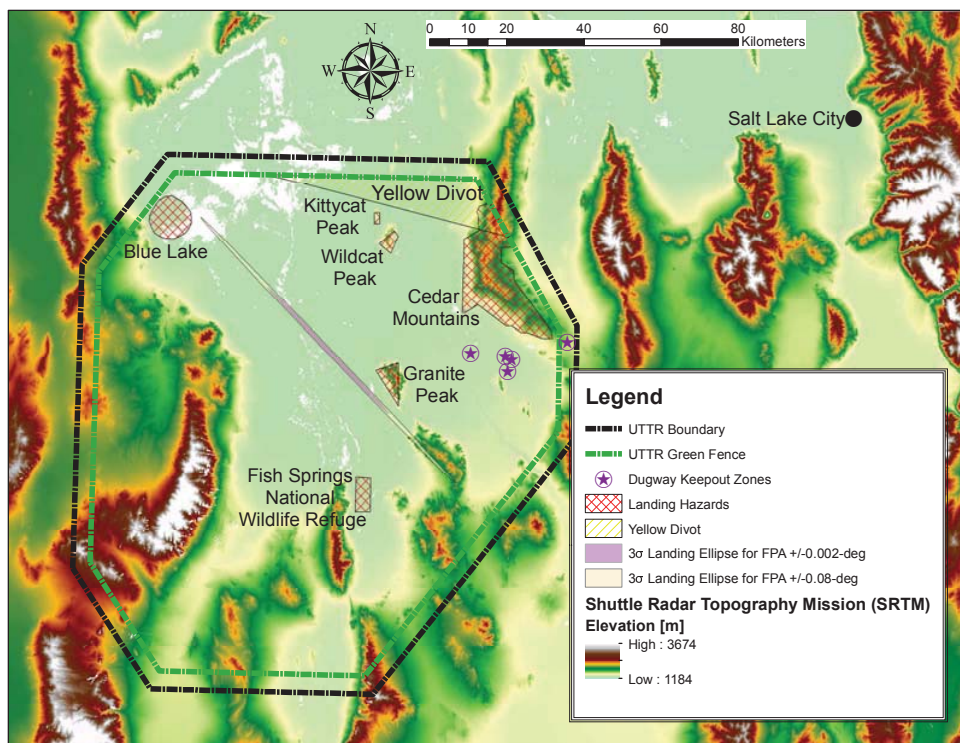 0 10 20 40 60 80
Kilometers
N
W E
S
Salt Lake City
Yellow Divot
Kittycat
Peak
Blue Lake
Wildcat
Peak
Cedar
Mountains
Granite
Peak
Fish Springs
National
Wildlife Refuge
Legend
UTTR Boundary
UTTR Green Fence
Dugway Keepout Zones
Landing Hazards
Yellow Divot
3σ Landing Ellipse for FPA +/-0.002-deg
3σ Landing Ellipse for FPA +/-0.08-deg
Shuttle Radar Topography Mission (SRTM)
Elevation [m]
High : 3674
Low : 1184